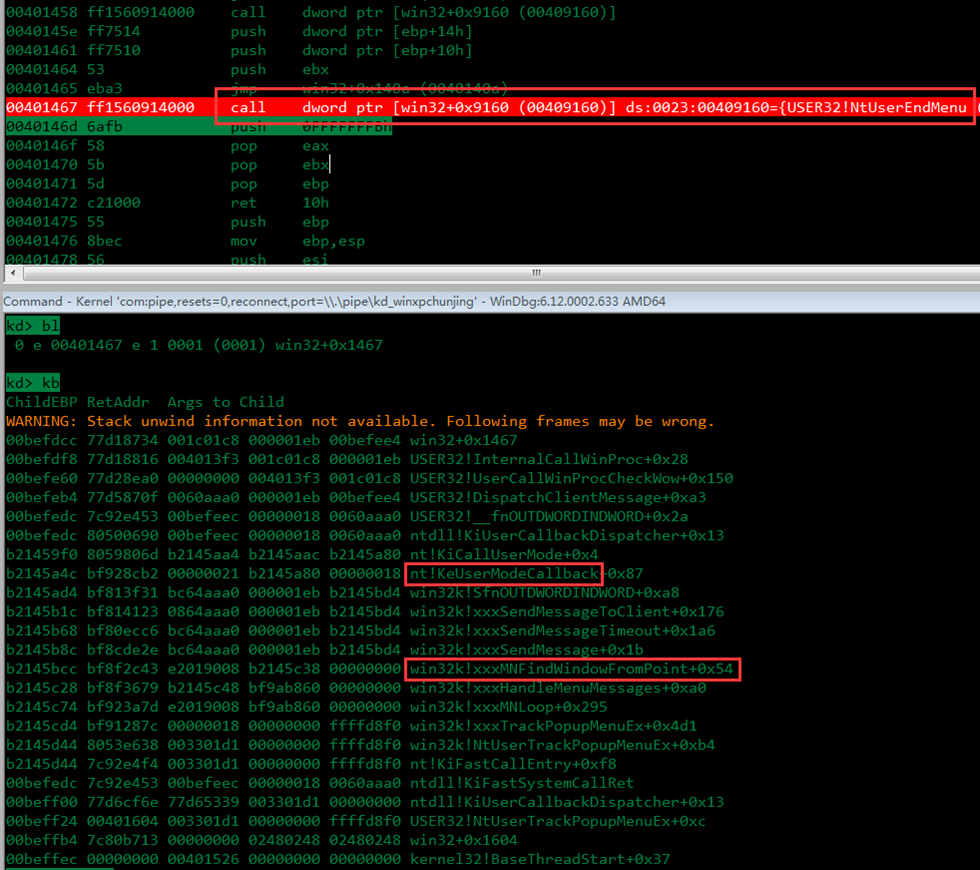 00401458 ff1560914000 call dword ptr [win32+0x9160 (00409160)]
0040145e ff7514 push dword ptr [ebp+14h]
00401461 ff7510 push dword ptr [ebp+10h]
00401464 53 push ebx
00401465 eba3 jmp win32+0x140a (0040140a)
00401467 ff1560914000 call dword ptr [win32+0x9160 (00409160)] ds:0023:00409160={USER32!NtUserEndMenu
0040146d 6afb push 0FFFFFFFBh
0040146f 58 pop eax
00401470 5b pop ebx
00401471 5d pop ebp
00401472 c21000 ret 10h
00401475 55 push ebp
00401476 8bec mov ebp,esp
00401478 56 push esi
Command - Kernel 'com:pipe,resets=0,reconnect,port=\\.\pipe\kd_winxpchunjing' - WinDbg:6.12.0002.633 AMD64
kd> bl
0 e 00401467 e 1 0001 (0001) win32+0x1467
kd> kb
ChildEBP RetAddr Args to Child
WARNING: Stack unwind information not available. Following frames may be wrong.
00befdcc 77d18734 001c01c8 000001eb 00befee4 win32+0x1467
00befdf8 77d18816 004013f3 001c01c8 000001eb USER32!InternalCallWinProc+0x28
00befe60 77d28ea0 00000000 004013f3 001c01c8 USER32!UserCallWinProcCheckWow+0x150
00befeb4 77d5870f 0060aaa0 000001eb 00befee4 USER32!DispatchClientMessage+0xa3
00befedc 7c92e453 00befeec 00000018 0060aaa0 USER32!__fnOUTDWORDINDWORD+0x2a
00befedc 80500690 00befeec 00000018 0060aaa0 ntdll!KiUserCallbackDispatcher+0x13
b21459f0 8059806d b2145aa4 b2145aac b2145a80 nt!KiCallUserMode+0x4
b2145a4c bf928cb2 00000021 b2145a80 00000018 nt!KeUserModeCallback+0x87
b2145ad4 bf813f31 bc64aaa0 000001eb b2145bd4 win32k!SfnOUTDWORDINDWORD+0xa8
b2145b1c bf814123 0864aaa0 000001eb b2145bd4 win32k!xxxSendMessageToClient+0x176
b2145b68 bf80ecc6 bc64aaa0 000001eb b2145bd4 win32k!xxxSendMessageTimeout+0x1a6
b2145b8c bf8cde2e bc64aaa0 000001eb b2145bd4 win32k!xxxSendMessage+0x1b
b2145bcc bf8f2c43 e2019008 b2145c38 00000000 win32k!xxxMNFindWindowFromPoint+0x54
b2145c28 bf8f3679 b2145c48 bf9ab860 00000000 win32k!xxxHandleMenuMessages+0xa0
b2145c74 bf923a7d e2019008 bf9ab860 00000000 win32k!xxxMNLoop+0x295
b2145cd4 bf91287c 00000018 00000000 ffffd8f0 win32k!xxxTrackPopupMenuEx+0x4d1
b2145d44 8053e638 003301d1 00000000 ffffd8f0 win32k!NtUserTrackPopupMenuEx+0xb4
b2145d44 7c92e4f4 003301d1 00000000 ffffd8f0 nt!KiFastCallEntry+0xf8
00befedc 7c92e453 00befeec 00000018 0060aaa0 ntdll!KiFastSystemCallRet
00beff00 77d6cf6e 77d65339 003301d1 00000000 ntdll!KiUserCallbackDispatcher+0x13
00beff24 00401604 003301d1 00000000 ffffd8f0 USER32!NtUserTrackPopupMenuEx+0xc
00beffb4 7c80b713 00000000 02480248 02480248 win32+0x1604
00beffec 00000000 00401526 00000000 00000000 kernel32!BaseThreadStart+0x37